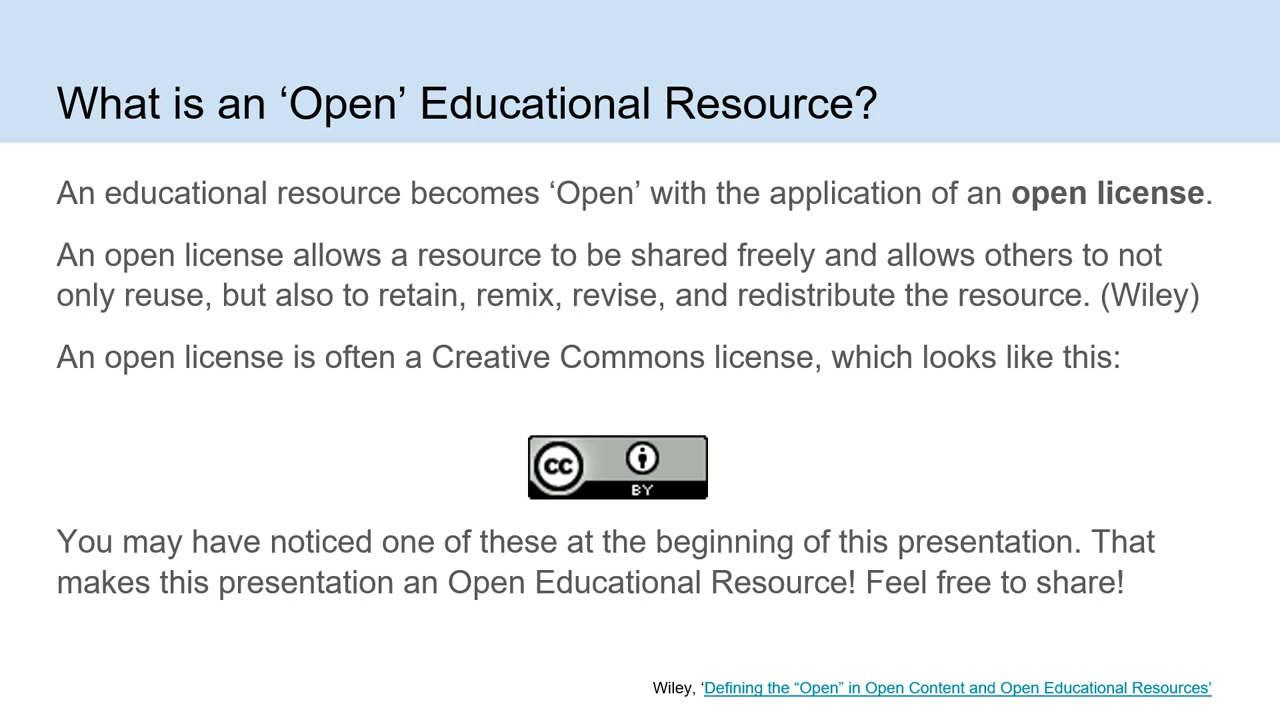 What is an ‘Open’ Educational Resource?
An educational resource becomes ‘Open’ with the application of an open license.
An open license allows a resource to be shared freely and allows others to not
only reuse, but also to retain, remix, revise, and redistribute the resource. (Wiley)
An open license is often a Creative Commons license, which looks like this:
cc
BY
You may have noticed one of these at the beginning of this presentation. That
makes this presentation an Open Educational Resource! Feel free to share!
Wiley, ‘Defining the “Open” in Open Content and Open Educational Resources’